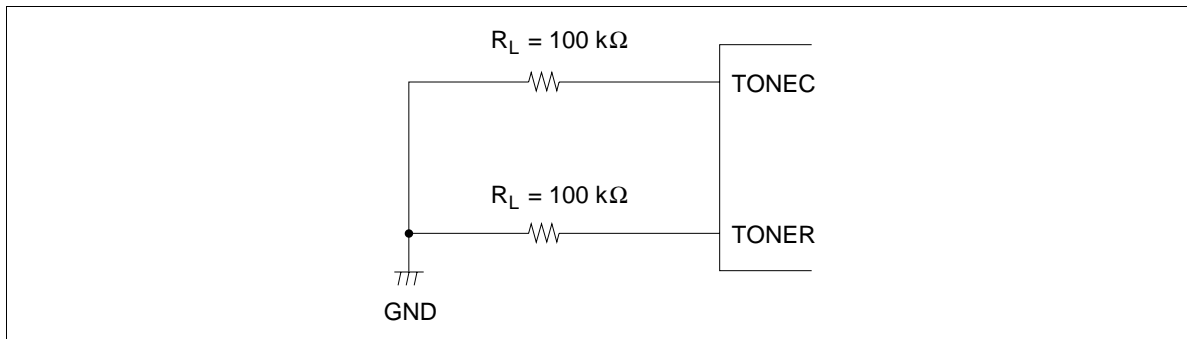 R_L = 100 kΩ
TONEC
R_L = 100 kΩ
TONER
GND